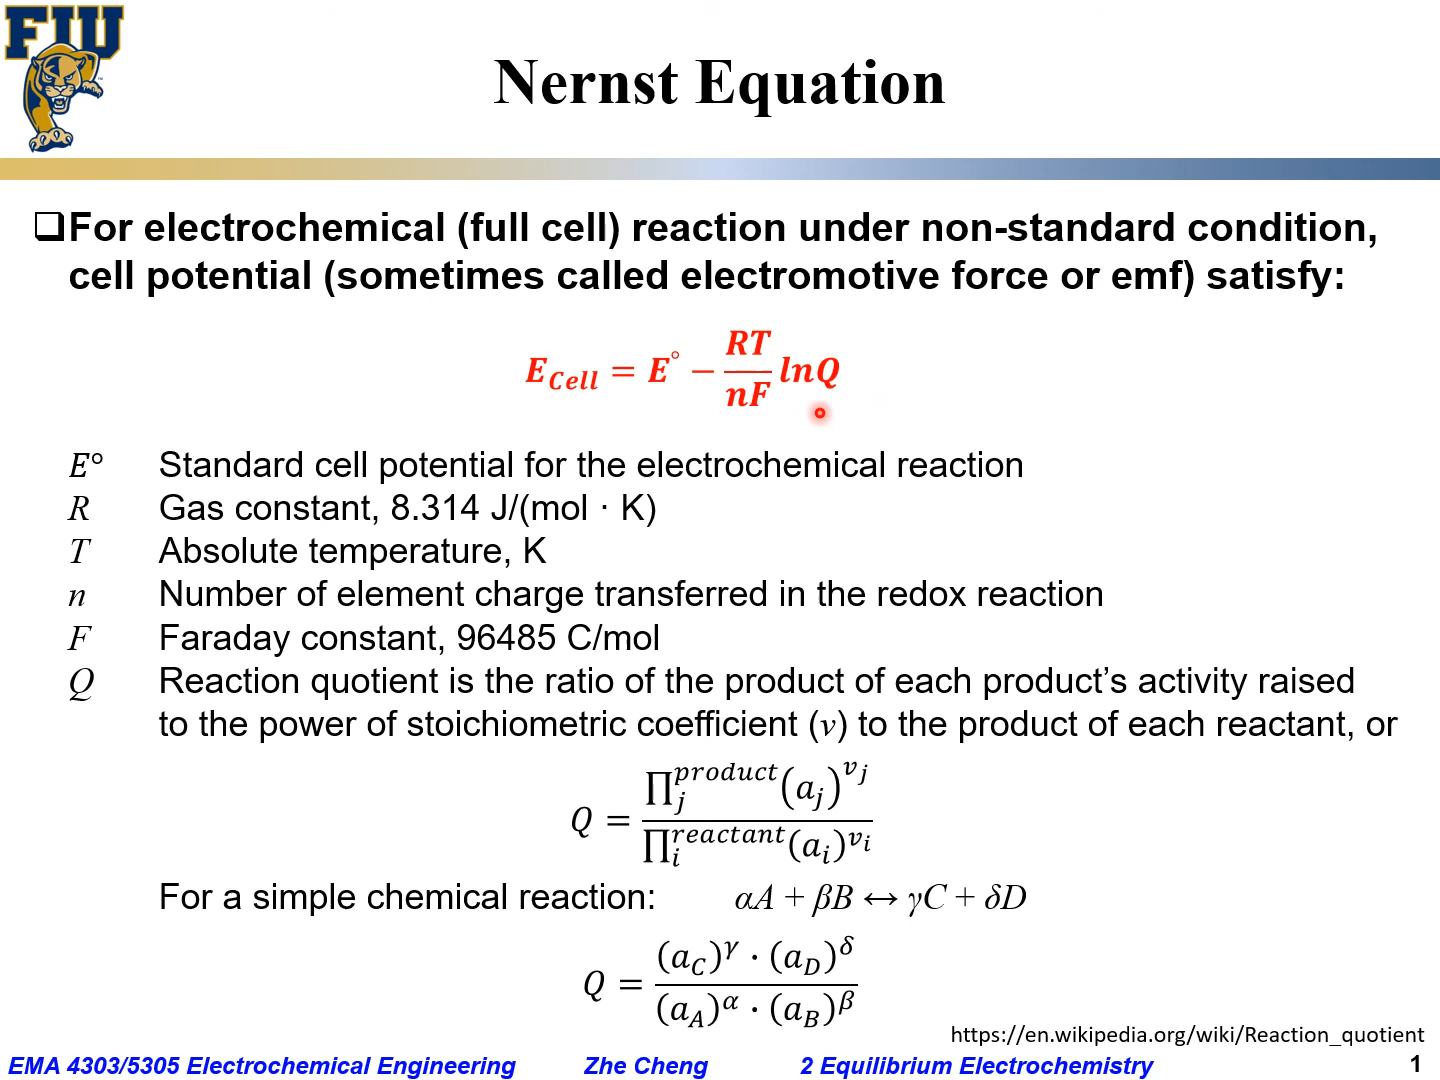 FIU
Nernst Equation
❑For electrochemical (full cell) reaction under non-standard condition,
cell potential (sometimes called electromotive force or emf) satisfy:
E_Cell = E° − RT/nF lnQ
E° Standard cell potential for the electrochemical reaction
R Gas constant, 8.314 J/(mol · K)
T Absolute temperature, K
n Number of element charge transferred in the redox reaction
F Faraday constant, 96485 C/mol
Q Reaction quotient is the ratio of the product of each product’s activity raised
to the power of stoichiometric coefficient (v) to the product of each reactant, or
Q = ∏_j^product (a_j)^{v_j} / ∏_i^reactant (a_i)^{v_i}
For a simple chemical reaction: αA + βB ↔ γC + δD
Q = (a_C)^γ · (a_D)^δ / (a_A)^α · (a_B)^β
https://en.wikipedia.org/wiki/Reaction_quotient
EMA 4303/5305 Electrochemical Engineering Zhe Cheng 2 Equilibrium Electrochemistry 1